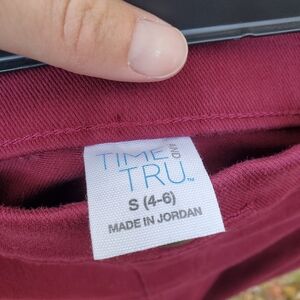 TIME AND
TRU™
S (4-6)
MADE IN JORDAN